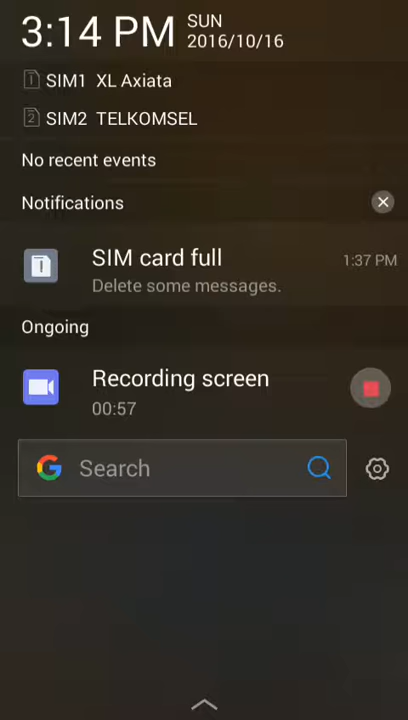 3:14 PM SUN
2016/10/16
1 SIM1 XL Axiata
2 SIM2 TELKOMSEL
No recent events
Notifications
1 SIM card full 1:37 PM
Delete some messages.
Ongoing
Recording screen
00:57
G Search